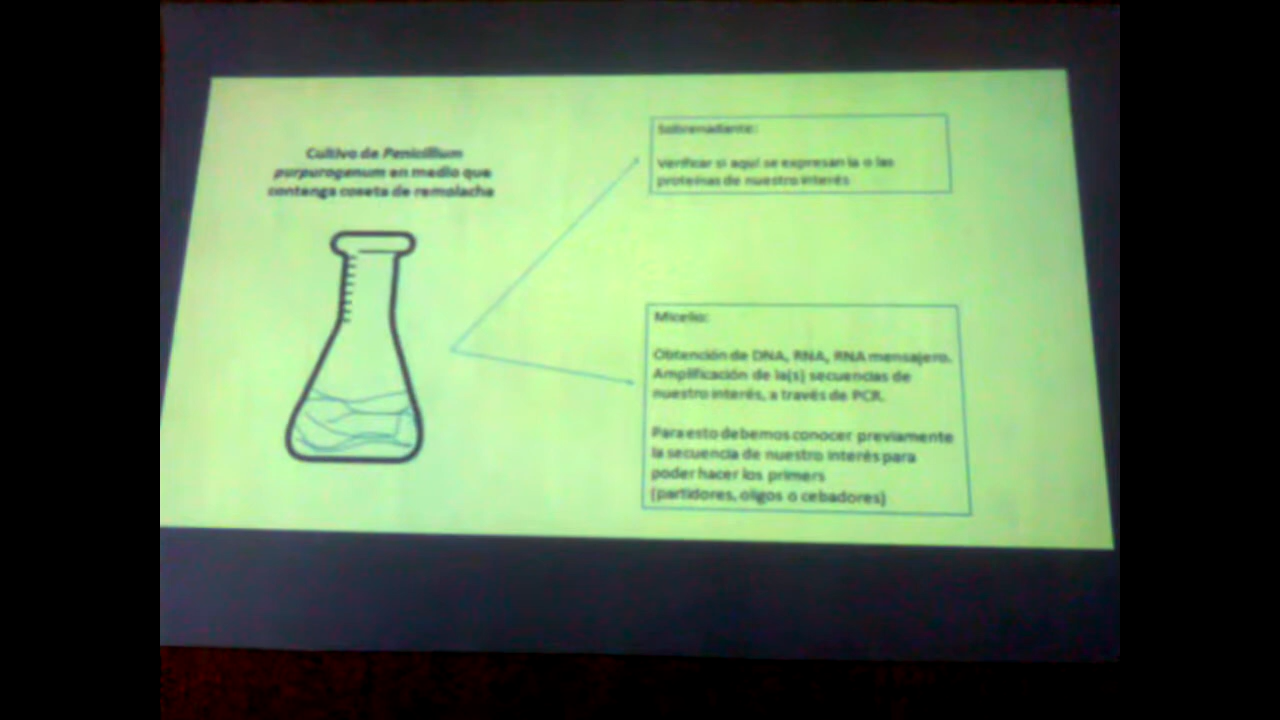 Cultivo de Penicillium
purpurogenum en medio que
contenga coseta de remolacha
Sobrenadante:
Verificar si aquí se expresan la o las
proteínas de nuestro interés
Micelio:
Obtención de DNA, RNA, RNA mensajero.
Amplificación de la(s) secuencias de
nuestro interés, a través de PCR.
Para esto debemos conocer previamente
la secuencia de nuestro interés para
poder hacer los primers
(partidores, oligos o cebadores)